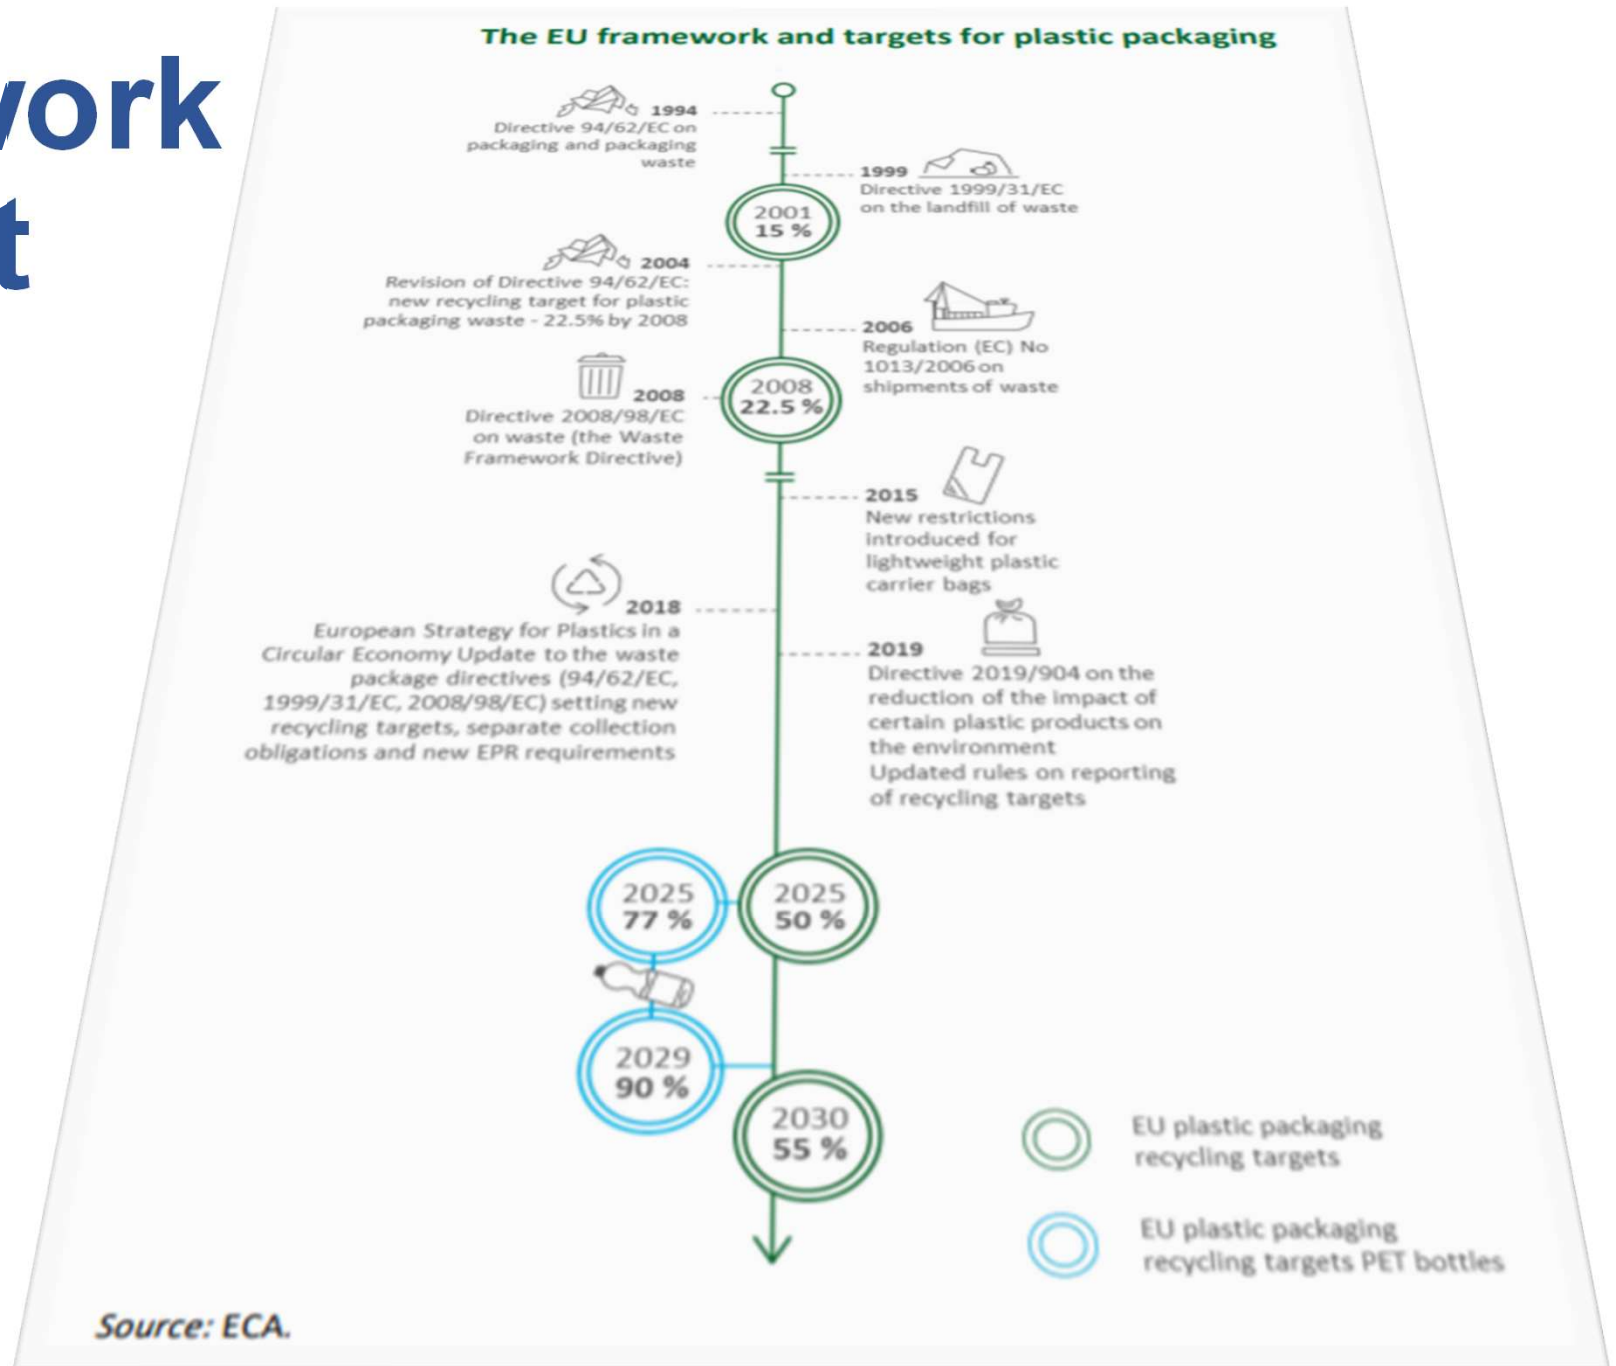 work
t
The EU framework and targets for plastic packaging
1994
Directive 94/62/EC on
packaging and packaging
waste
1999
Directive 1999/31/EC
on the landfill of waste
2001
15 %
2004
Revision of Directive 94/62/EC:
new recycling target for plastic
packaging waste - 22.5% by 2008
2006
Regulation (EC) No
1013/2006 on
shipments of waste
2008
22.5 %
2008
Directive 2008/98/EC
on waste (the Waste
Framework Directive)
2015
New restrictions
introduced for
lightweight plastic
carrier bags
2018
European Strategy for Plastics in a
Circular Economy Update to the waste
package directives (94/62/EC,
1999/31/EC, 2008/98/EC) setting new
recycling targets, separate collection
obligations and new EPR requirements
2019
Directive 2019/904 on the
reduction of the impact of
certain plastic products on
the environment
Updated rules on reporting
of recycling targets
2025
77 %
2025
50 %
2029
90 %
2030
55 %
EU plastic packaging
recycling targets
EU plastic packaging
recycling targets PET bottles
Source: ECA.